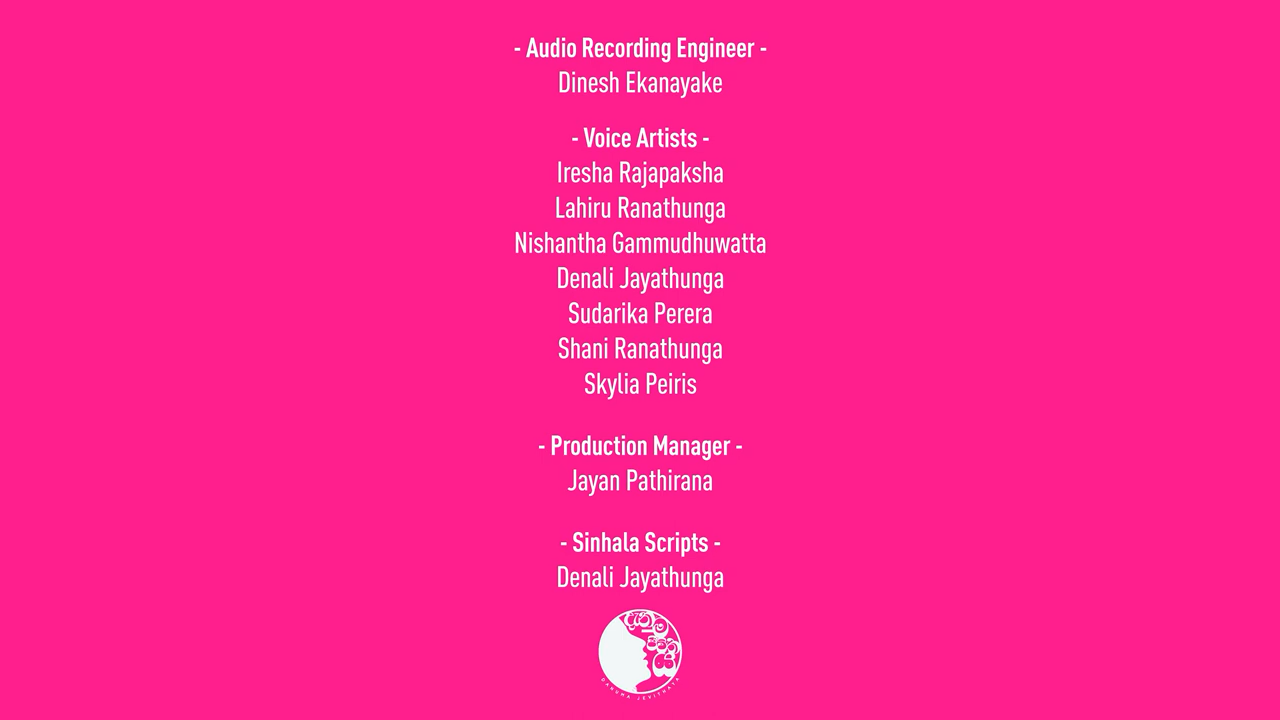 - Audio Recording Engineer -
Dinesh Ekanayake
- Voice Artists -
Iresha Rajapaksha
Lahiru Ranathunga
Nishantha Gammudhuwatta
Denali Jayathunga
Sudarika Perera
Shani Ranathunga
Skylia Peiris
- Production Manager -
Jayan Pathirana
- Sinhala Scripts -
Denali Jayathunga